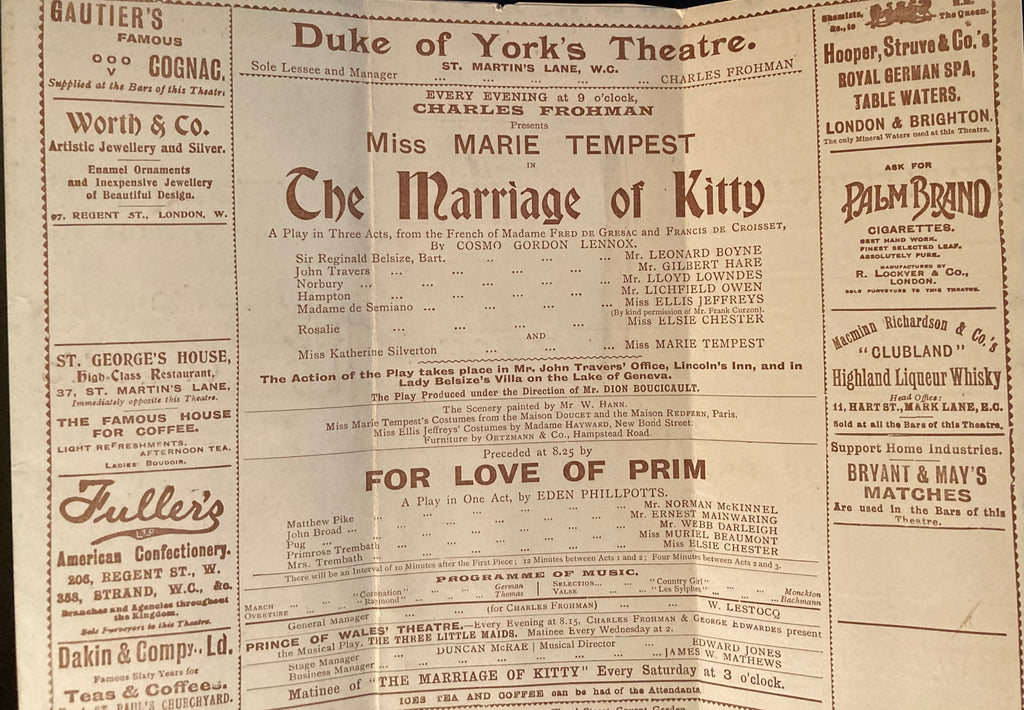 GAUTIER'S
FAMOUS
COGNAC,
Supplied at the Bars of this Theatre
Worth & Co.
Artistic Jewellery and Silver.
Enamel Ornaments
and Inexpensive Jewellery
of Beautiful Design.
97, REGENT ST., LONDON, W.
ST. GEORGE'S HOUSE,
High-Class Restaurant,
37, ST. MARTIN'S LANE,
Immediately opposite this Theatre.
THE FAMOUS HOUSE
FOR COFFEE.
LIGHT REFRESHMENTS.
AFTERNOON TEA.
LADIES' BOUDOIR.
Fuller's
LTD.
American Confectionery.
206, REGENT ST., W.
358, STRAND, W.C., &c.
Branches and Agencies throughout
the Kingdom.
Sole Purveyors to this Theatre.
Dakin & Compy., Ld.
Famous Sixty Years for
Teas & Coffees.
ST. PAUL'S CHURCHYARD.
Duke of York's Theatre.
ST. MARTIN'S LANE, W.C.
Sole Lessee and Manager ... ... ... ... ... CHARLES FROHMAN
EVERY EVENING at 9 o'clock,
CHARLES FROHMAN
Presents
Miss MARIE TEMPEST
IN
The Marriage of Kitty
A Play in Three Acts, from the French of Madame FRED DE GRESAC and FRANCIS DE CROISSET,
By COSMO GORDON LENNOX.
Sir Reginald Belsize, Bart. ... ... ... Mr. LEONARD BOYNE
John Travers ... ... ... ... Mr. GILBERT HARE
Norbury ... ... ... ... Mr. LLOYD LOWNDES
Hampton ... ... ... ... Mr. LICHFIELD OWEN
Madame de Semiano ... ... ... ... Miss ELLIS JEFFREYS
(By kind permission of Mr. Frank Curzon).
Rosalie ... ... ... ... Miss ELSIE CHESTER
AND
Miss Katherine Silverton ... ... ... Miss MARIE TEMPEST
The Action of the Play takes place in Mr. John Travers' Office, Lincoln's Inn, and in
Lady Belsize's Villa on the Lake of Geneva.
The Play Produced under the Direction of Mr. DION BOUCICAULT.
The Scenery painted by Mr. W. HANN.
Miss Marie Tempest's Costumes from the Maison DOUCET and the Maison REDFERN, Paris.
Miss Ellis Jeffreys' Costumes by Madame HAYWARD, New Bond Street.
Furniture by OETZMANN & Co., Hampstead Road.
Preceded at 8.25 by
FOR LOVE OF PRIM
A Play in One Act, by EDEN PHILLPOTTS.
Matthew Pike ... ... ... ... Mr. NORMAN McKINNEL
John Broad ... ... ... ... Mr. ERNEST MAINWARING
Pug ... ... ... ... Mr. WEBB DARLEIGH
Primrose Trembath ... ... ... ... Miss MURIEL BEAUMONT
Mrs. Trembath ... ... ... ... Miss ELSIE CHESTER
There will be an Interval of 10 Minutes after the First Piece; 12 Minutes between Acts 1 and 2; Four Minutes between Acts 2 and 3.
PROGRAMME OF MUSIC.
MARCH ... ... "Coronation" ... ... German
OVERTURE ... "Raymond" ... ... Thomas
SELECTION... ... "Country Girl" ... Monckton
VALSE ... ... "Les Sylphes" ... Bachmann
General Manager ... ... (for CHARLES FROHMAN) ... ... W. LESTOCQ
PRINCE OF WALES' THEATRE.—Every Evening at 8.15, CHARLES FROHMAN & GEORGE EDWARDES present
the Musical Play, THE THREE LITTLE MAIDS. Matinee Every Wednesday at 2.
Stage Manager ... DUNCAN McRAE | Musical Director ... EDWARD JONES
Business Manager ... ... ... ... ... JAMES W. MATHEWS
Matinee of "THE MARRIAGE OF KITTY" Every Saturday at 3 o'clock.
ICES TEA AND COFFEE can be had of the Attendants.
Chemists,
&c., to
The Queen.
Hooper, Struve & Co.'s
ROYAL GERMAN SPA,
TABLE WATERS.
LONDON & BRIGHTON.
The only Mineral Waters used at this Theatre.
ASK FOR
PALM BRAND
CIGARETTES.
BEST HAND WORK.
FINEST SELECTED LEAF.
ABSOLUTELY PURE.
MANUFACTURED BY
R. LOCKYER & Co.,
LONDON.
SOLE PURVEYORS TO THIS THEATRE.
Macminn Richardson & Co.'s
"CLUBLAND"
Highland Liqueur Whisky
Head Office:
11, HART ST., MARK LANE, E.C.
Sold at all the Bars of this Theatre.
Support Home Industries.
BRYANT & MAY'S
MATCHES
Are used in the Bars of this
Theatre.